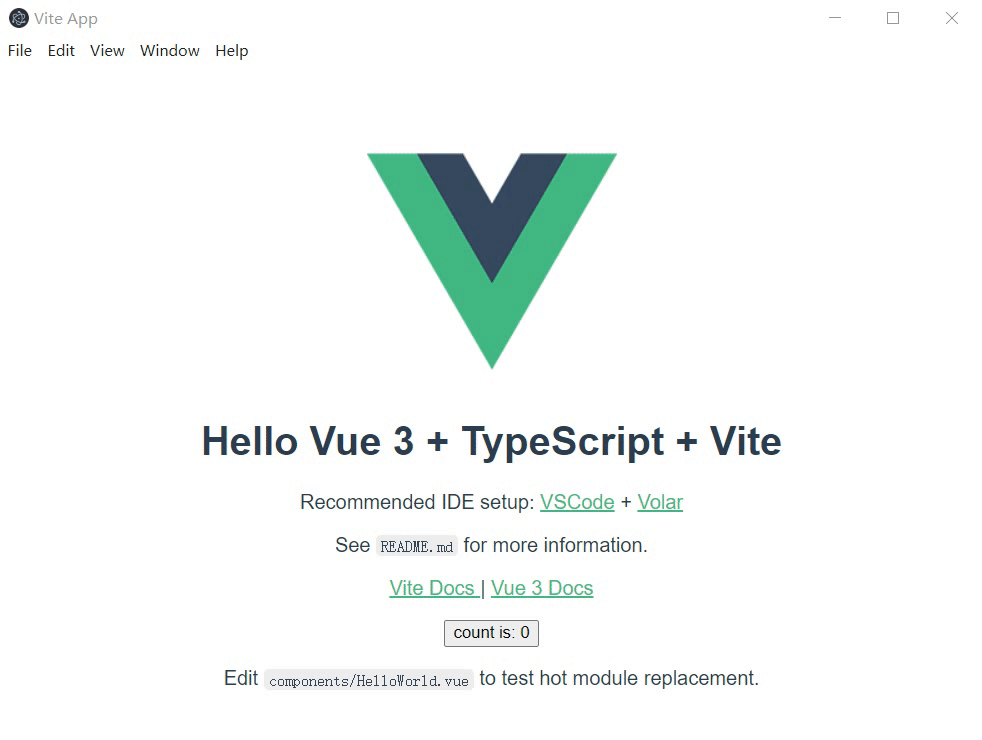 Vite App
File Edit View Window Help
Hello Vue 3 + TypeScript + Vite
Recommended IDE setup: VSCode + Volar
See README.md for more information.
Vite Docs | Vue 3 Docs
count is: 0
Edit components/HelloWorld.vue to test hot module replacement.